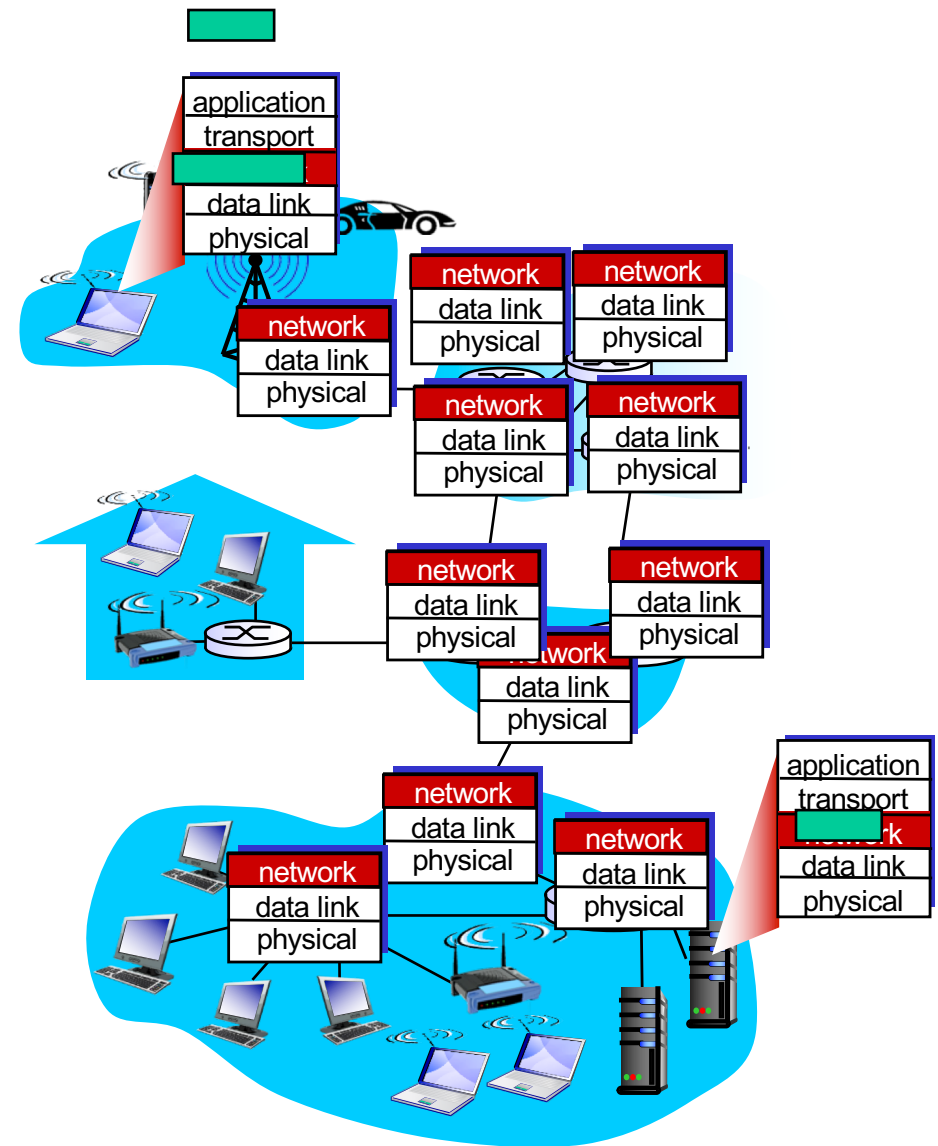 application
transport
data link
physical
network
data link
physical
network
data link
physical
network
data link
physical
network
data link
physical
network
data link
physical
network
data link
physical
network
data link
physical
network
data link
physical
network
data link
physical
network
data link
physical
network
data link
physical
application
transport
data link
physical